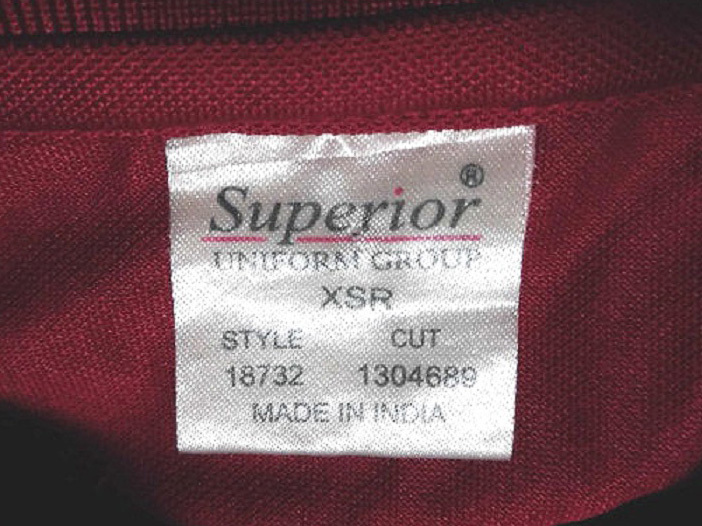 Superior®
UNIFORM GROUP
XSR
STYLE CUT
18732 1304689
MADE IN INDIA